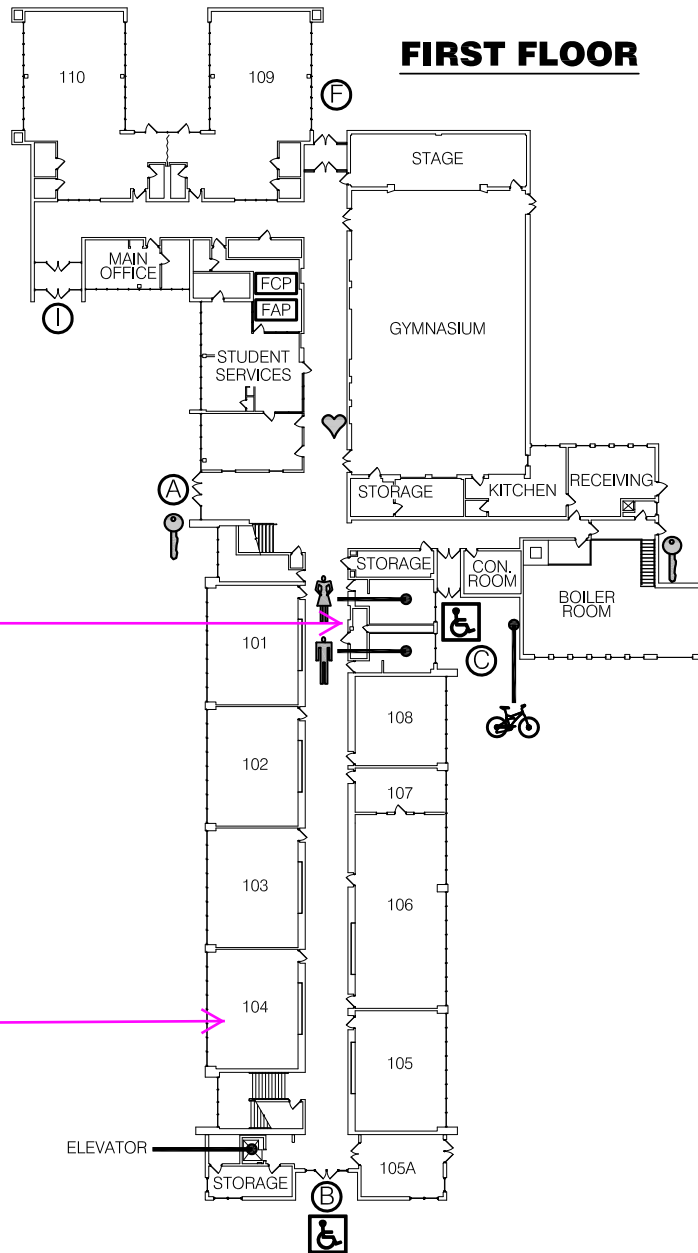 FIRST FLOOR
110
109
F
STAGE
MAIN
OFFICE
FCP
FAP
I
GYMNASIUM
STUDENT
SERVICES
A
STORAGE
KITCHEN
RECEIVING
STORAGE
CON.
ROOM
BOILER
ROOM
101
C
108
102
107
103
106
104
105
ELEVATOR
105A
STORAGE
B